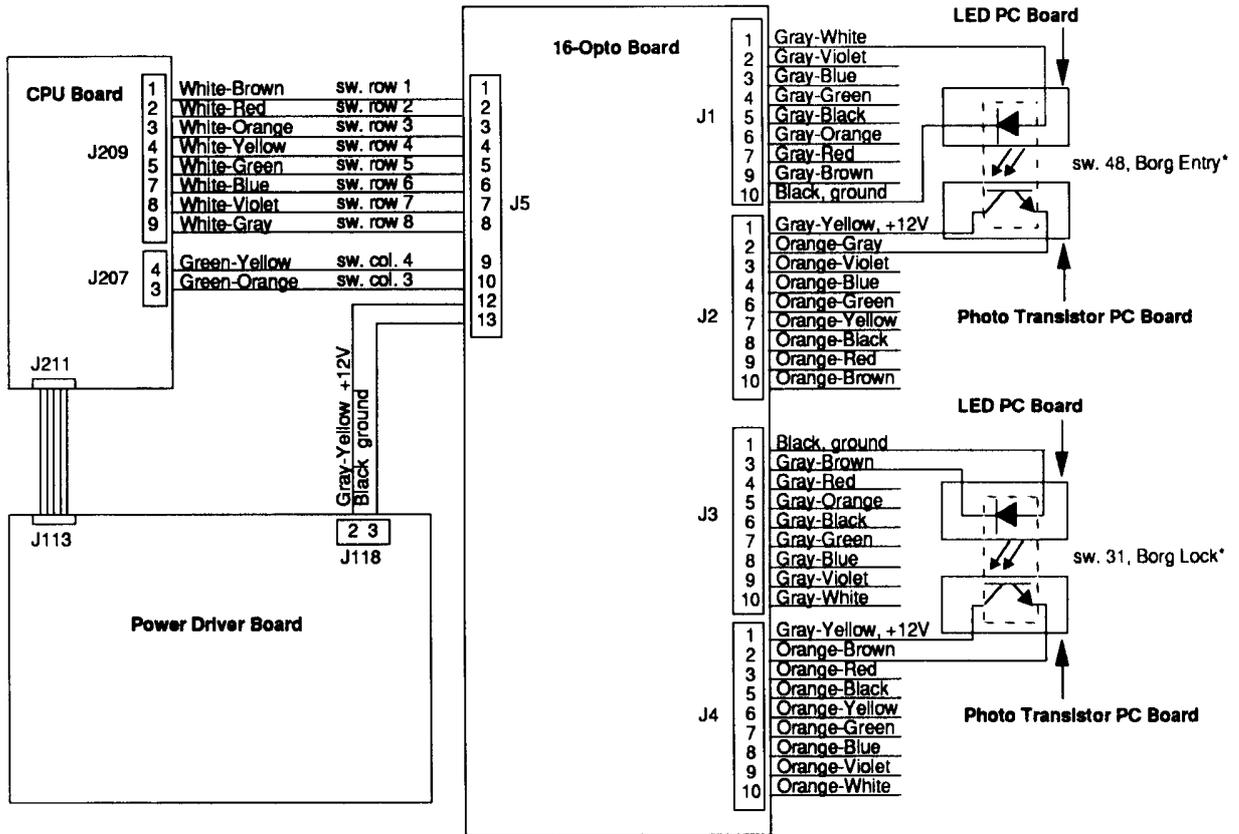 CPU Board
J209
1 White-Brown sw. row 1
2 White-Red sw. row 2
3 White-Orange sw. row 3
4 White-Yellow sw. row 4
5 White-Green sw. row 5
7 White-Blue sw. row 6
8 White-Violet sw. row 7
9 White-Gray sw. row 8
J207
4 Green-Yellow sw. col. 4
3 Green-Orange sw. col. 3
J211
J113
Gray-Yellow +12V
Black ground
2 3
J118
Power Driver Board
16-Opto Board
1
2
3
4
5
6
7
8
9
10
12
13
J5
J1
1 Gray-White
2 Gray-Violet
3 Gray-Blue
4 Gray-Green
5 Gray-Black
6 Gray-Orange
7 Gray-Red
9 Gray-Brown
10 Black, ground
J2
1 Gray-Yellow, +12V
2 Orange-Gray
3 Orange-Violet
4 Orange-Blue
6 Orange-Green
7 Orange-Yellow
8 Orange-Black
9 Orange-Red
10 Orange-Brown
LED PC Board
sw. 48, Borg Entry*
Photo Transistor PC Board
J3
1 Black, ground
3 Gray-Brown
4 Gray-Red
5 Gray-Orange
6 Gray-Black
7 Gray-Green
8 Gray-Blue
9 Gray-Violet
10 Gray-White
J4
1 Gray-Yellow, +12V
2 Orange-Brown
3 Orange-Red
5 Orange-Black
6 Orange-Yellow
7 Orange-Green
8 Orange-Blue
9 Orange-Violet
10 Orange-White
LED PC Board
sw. 31, Borg Lock*
Photo Transistor PC Board